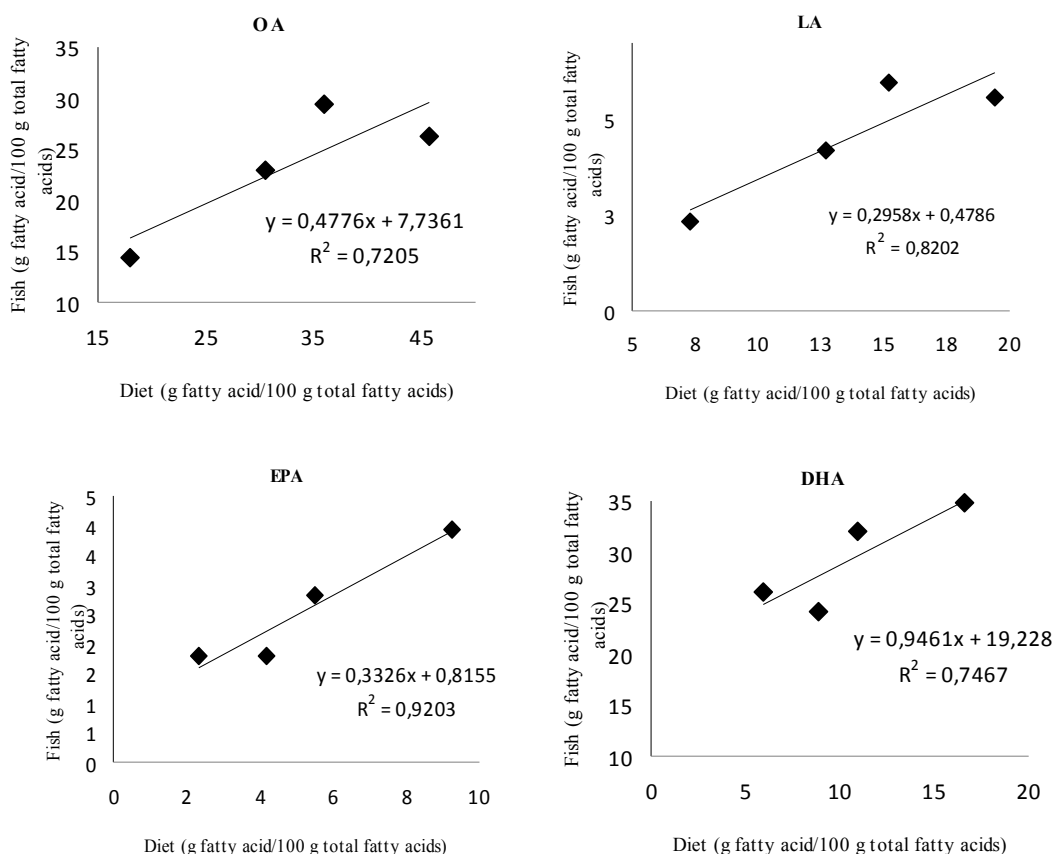 OA
Fish (g fatty acid/100 g total fatty
acids)
35
30
25
20
15
10
y = 0,4776x + 7,7361
R² = 0,7205
15 25 35 45
Diet (g fatty acid/100 g total fatty acids)
LA
Fish (g fatty acid/100 g total fatty
acids)
5
3
0
y = 0,2958x + 0,4786
R² = 0,8202
5 8 10 13 15 18 20
Diet (g fatty acid/100 g total fatty acids)
EPA
Fish (g fatty acid/100 g total fatty
acids)
5
4
4
3
3
2
2
1
1
0
y = 0,3326x + 0,8155
R² = 0,9203
0 2 4 6 8 10
Diet (g fatty acid/100 g total fatty acids)
DHA
Fish (g fatty acid/100 g total fatty
acids)
35
30
25
20
15
10
y = 0,9461x + 19,228
R² = 0,7467
0 5 10 15 20
Diet (g fatty acid/100 g total fatty acids)